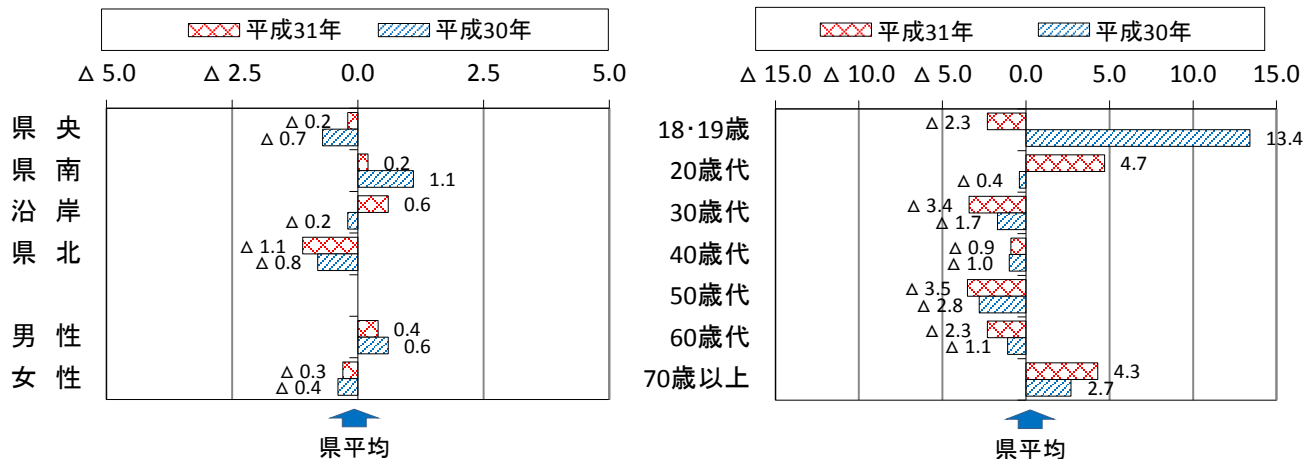 平成31年 平成30年
△ 5.0 △ 2.5 0.0 2.5 5.0
県 央 △ 0.2
△ 0.7
県 南 0.2
1.1
沿 岸 0.6
△ 0.2
県 北 △ 1.1
△ 0.8
男 性 0.4
0.6
女 性 △ 0.3
△ 0.4
県平均
平成31年 平成30年
△ 15.0 △ 10.0 △ 5.0 0.0 5.0 10.0 15.0
18･19歳 △ 2.3
13.4
20歳代 4.7
△ 0.4
30歳代 △ 3.4
△ 1.7
40歳代 △ 0.9
△ 1.0
50歳代 △ 3.5
△ 2.8
60歳代 △ 2.3
△ 1.1
70歳以上 4.3
2.7
県平均